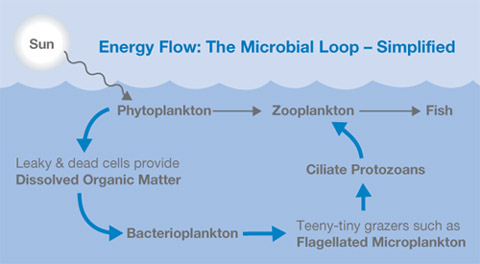 Sun
Energy Flow: The Microbial Loop – Simplified
Phytoplankton
Zooplankton
Fish
Leaky & dead cells provide
Dissolved Organic Matter
Ciliate Protozoans
Bacterioplankton
Teeny-tiny grazers such as
Flagellated Microplankton